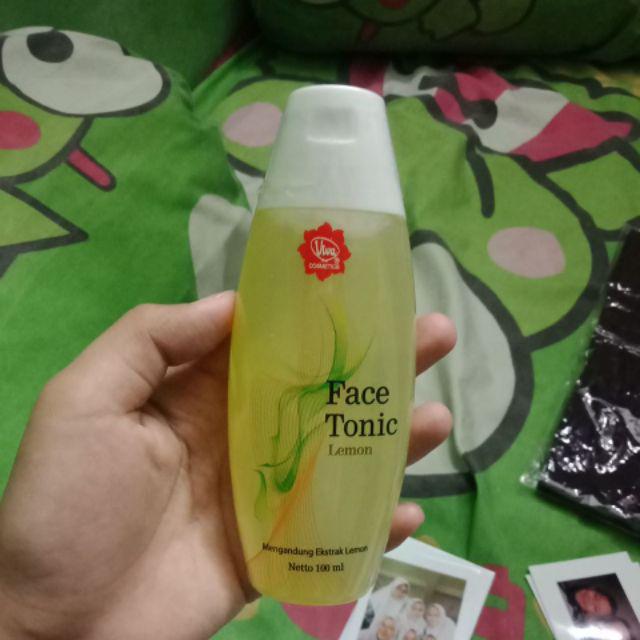 Viva
COSMETICS
Face
Tonic
Lemon
Mengandung Ekstrak Lemon
Netto 100 ml